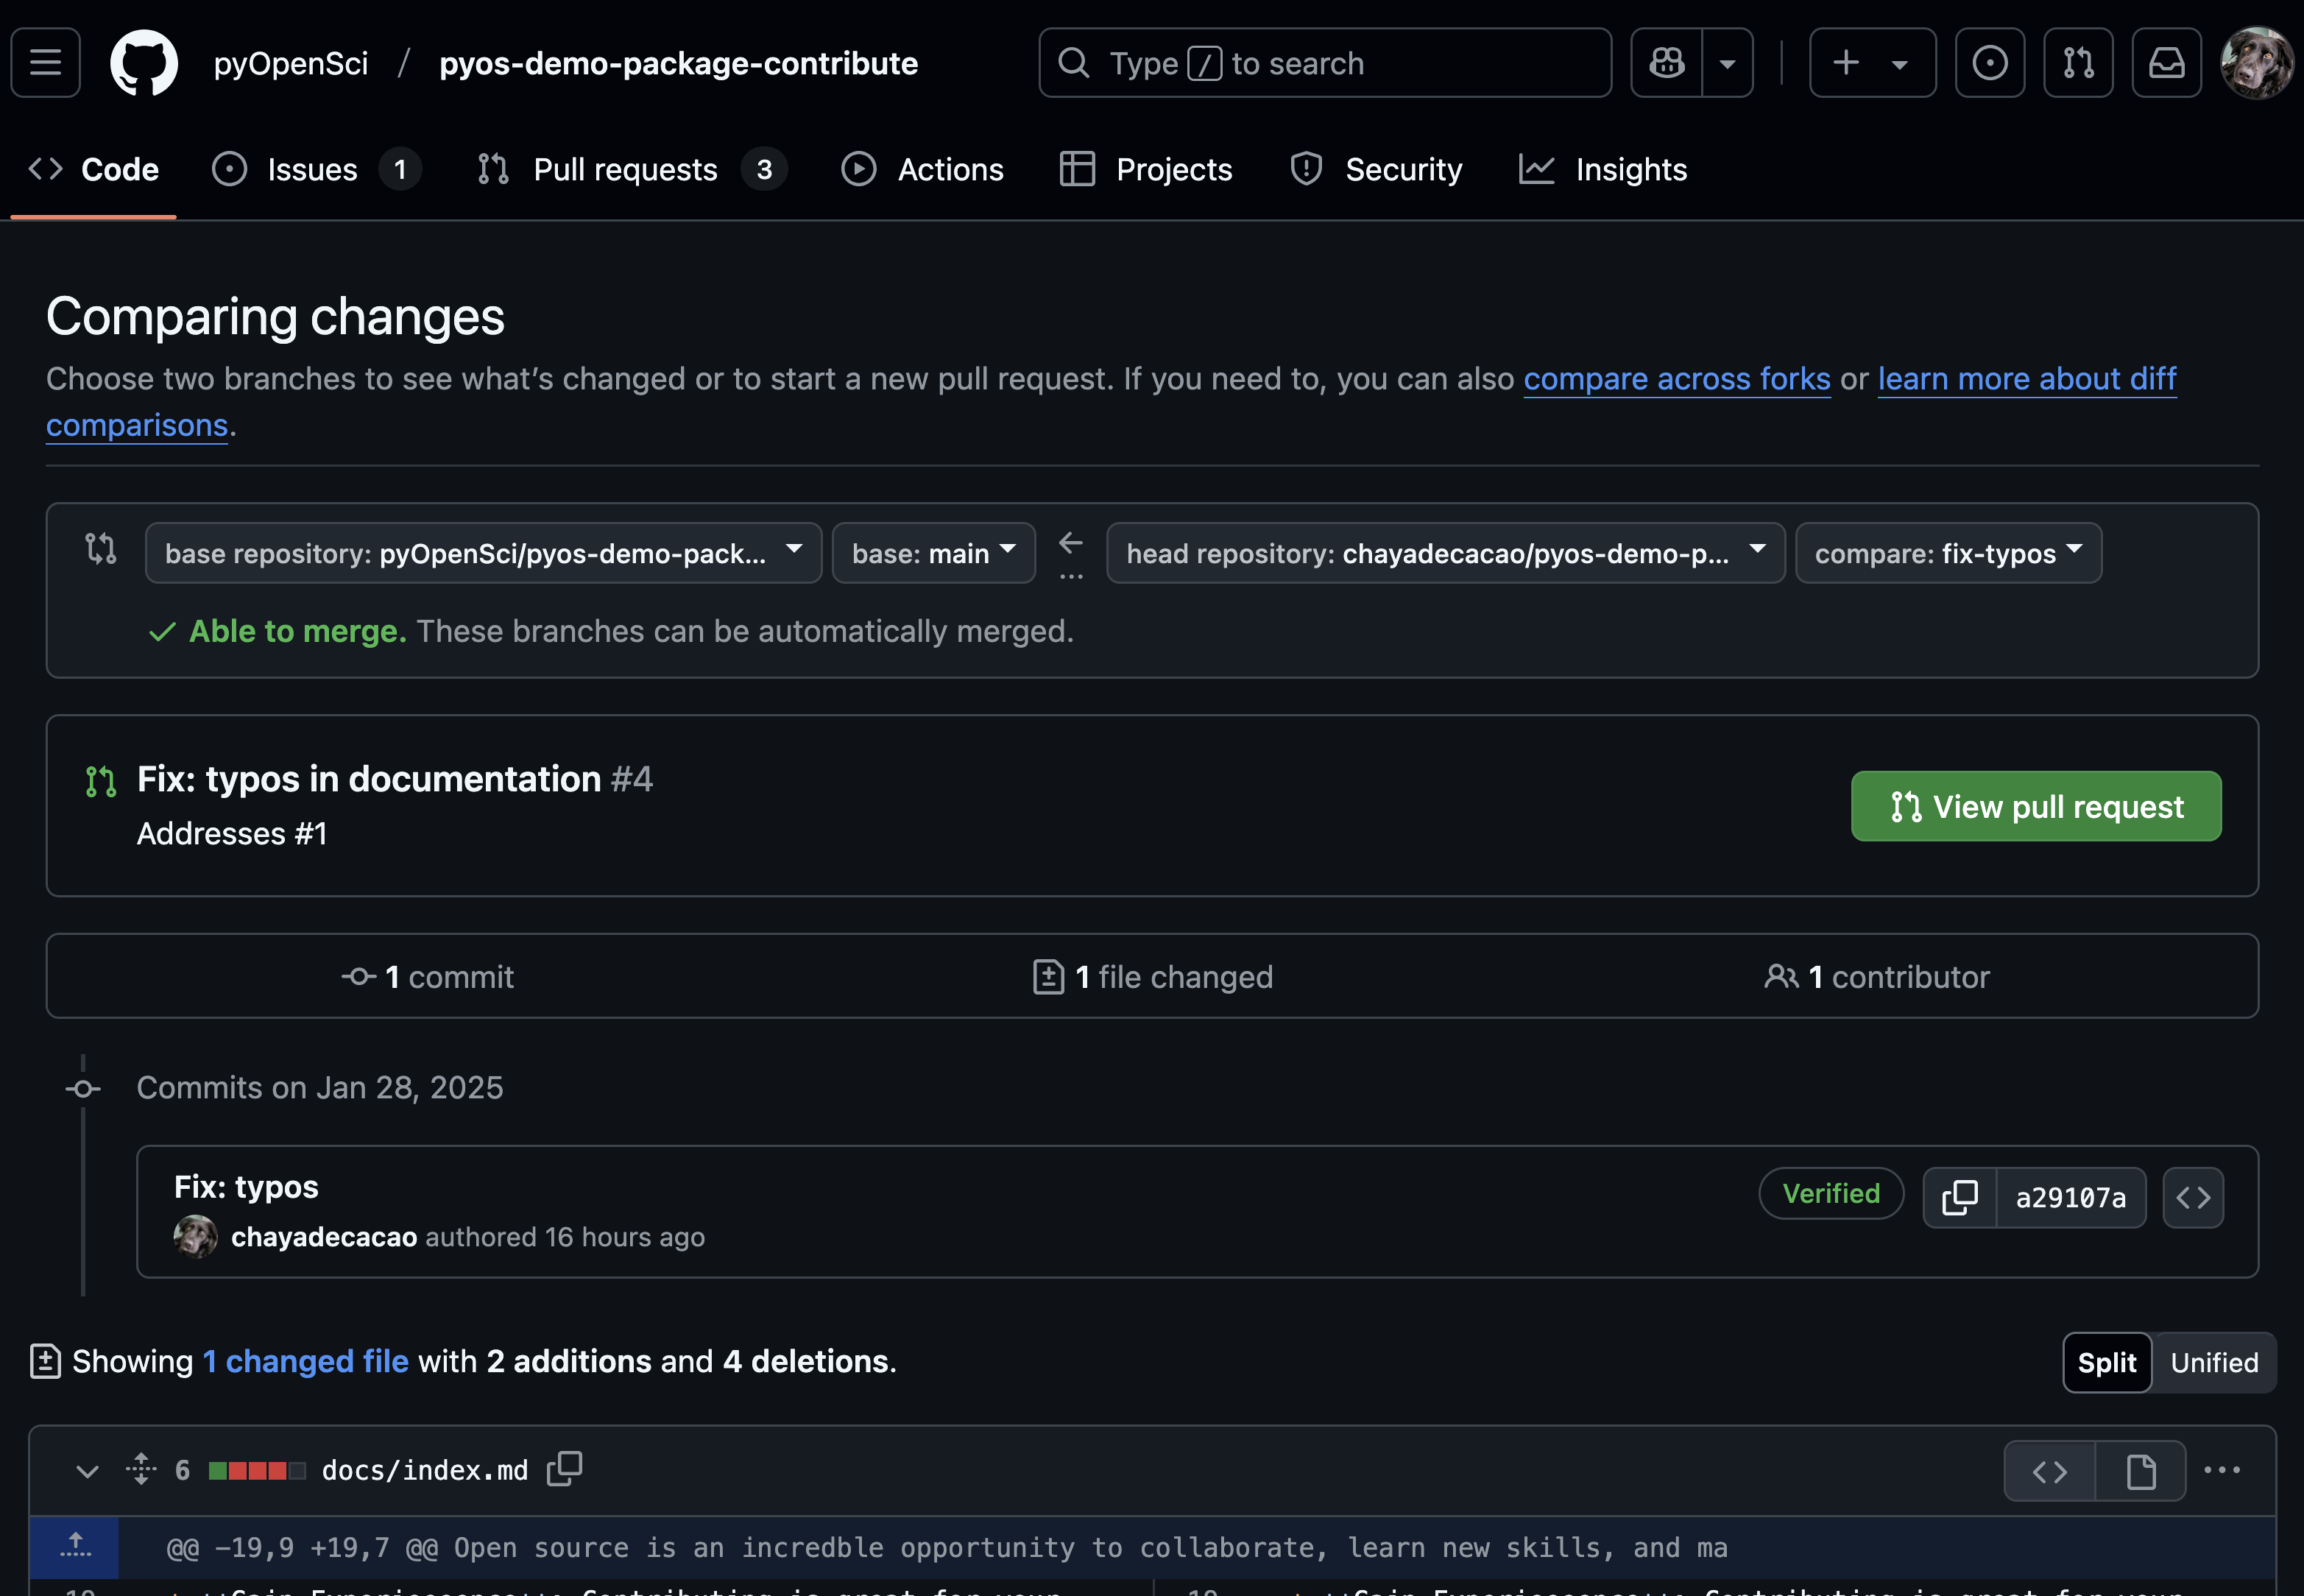 pyOpenSci / pyos-demo-package-contribute
Type / to search
Code Issues 1 Pull requests 3 Actions Projects Security Insights
Comparing changes
Choose two branches to see what’s changed or to start a new pull request. If you need to, you can also compare across forks or learn more about diff
comparisons.
base repository: pyOpenSci/pyos-demo-pack... base: main ... head repository: chayadecacao/pyos-demo-p... compare: fix-typos
Able to merge. These branches can be automatically merged.
Fix: typos in documentation #4
Addresses #1
View pull request
1 commit 1 file changed 1 contributor
Commits on Jan 28, 2025
Fix: typos
chayadecacao authored 16 hours ago
Verified a29107a
Showing 1 changed file with 2 additions and 4 deletions.
Split Unified
6 docs/index.md
@@ -19,9 +19,7 @@ Open source is an incredble opportunity to collaborate, learn new skills, and ma